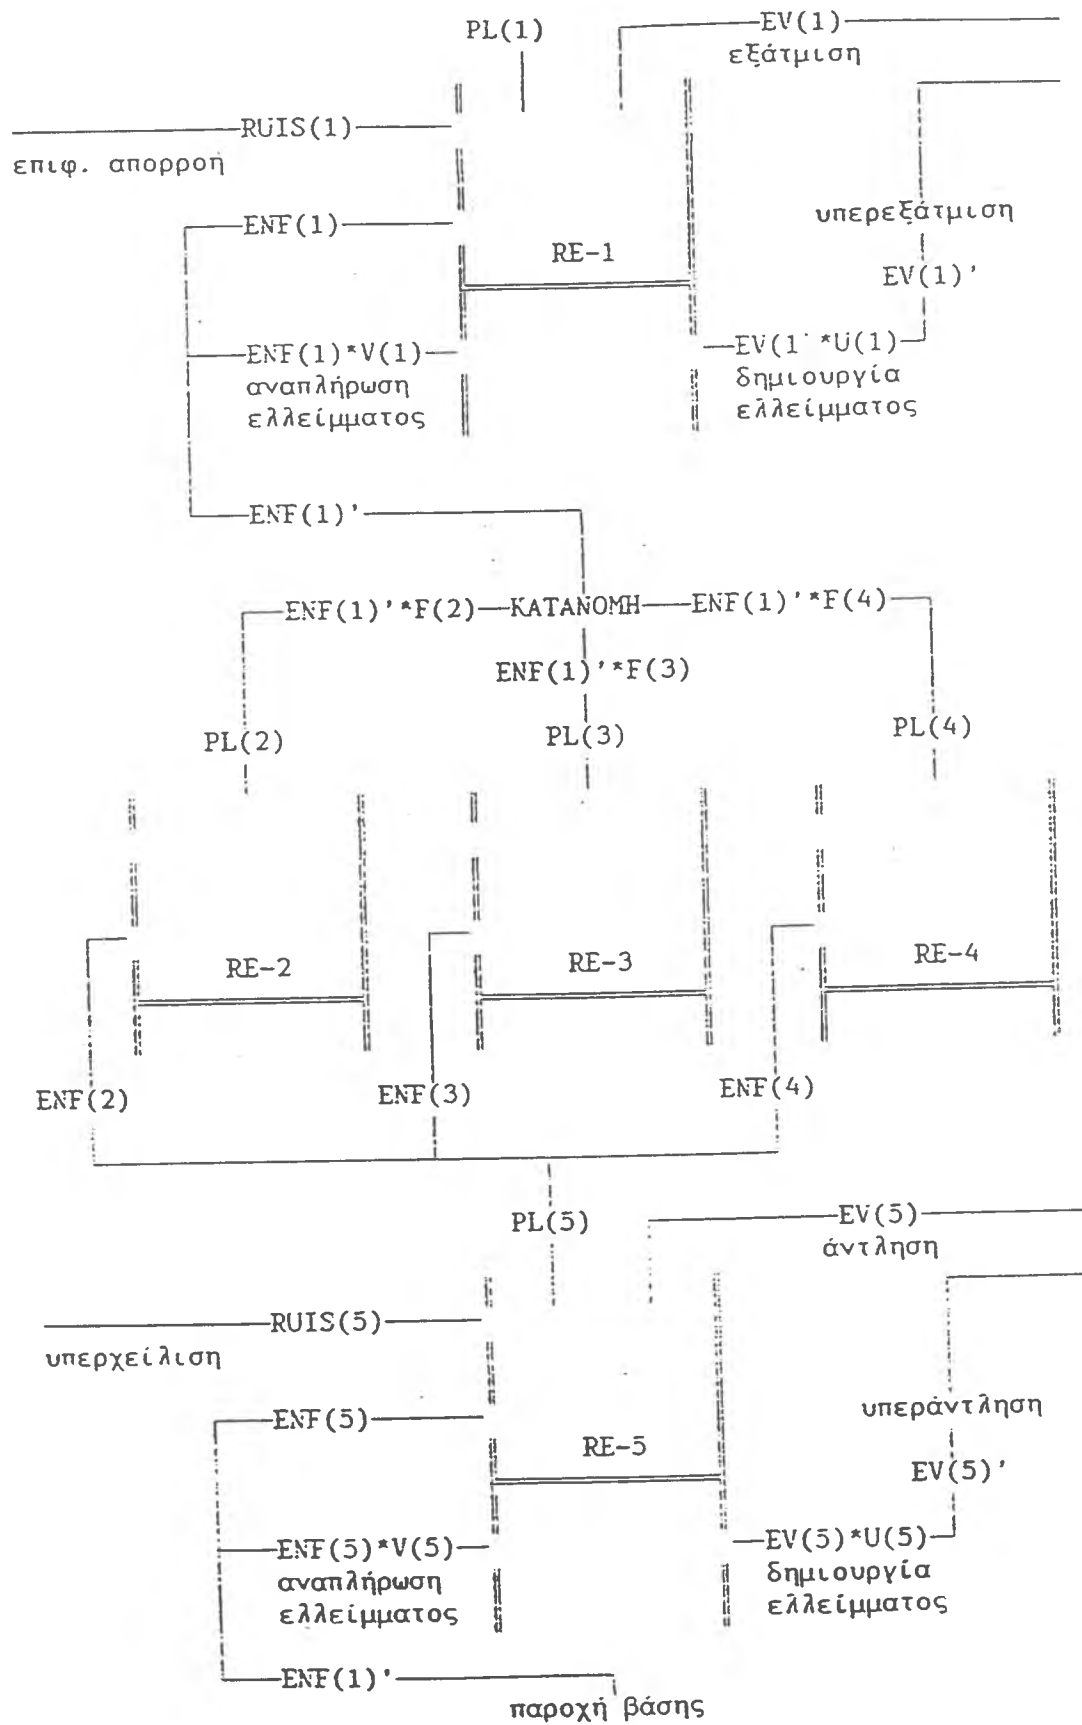 PL(1)
EV(1)
εξάτμιση
RUIS(1)
επιφ. απορροή
ENF(1)
υπερεξάτμιση
RE-1
EV(1)'
ENF(1)*V(1)
αναπλήρωση
ελλείμματος
EV(1 *U(1)
δημιουργία
ελλείμματος
ENF(1)'
ENF(1)'*F(2)
ΚΑΤΑΝΟΜΗ
ENF(1)'*F(4)
ENF(1)'*F(3)
PL(2)
PL(3)
PL(4)
RE-2
RE-3
RE-4
ENF(2)
ENF(3)
ENF(4)
PL(5)
EV(5)
άντληση
RUIS(5)
υπερχείλιση
ENF(5)
υπεράντληση
RE-5
EV(5)'
ENF(5)*V(5)
αναπλήρωση
ελλείμματος
EV(5)*U(5)
δημιουργία
ελλείμματος
ENF(1)'
παροχή βάσης